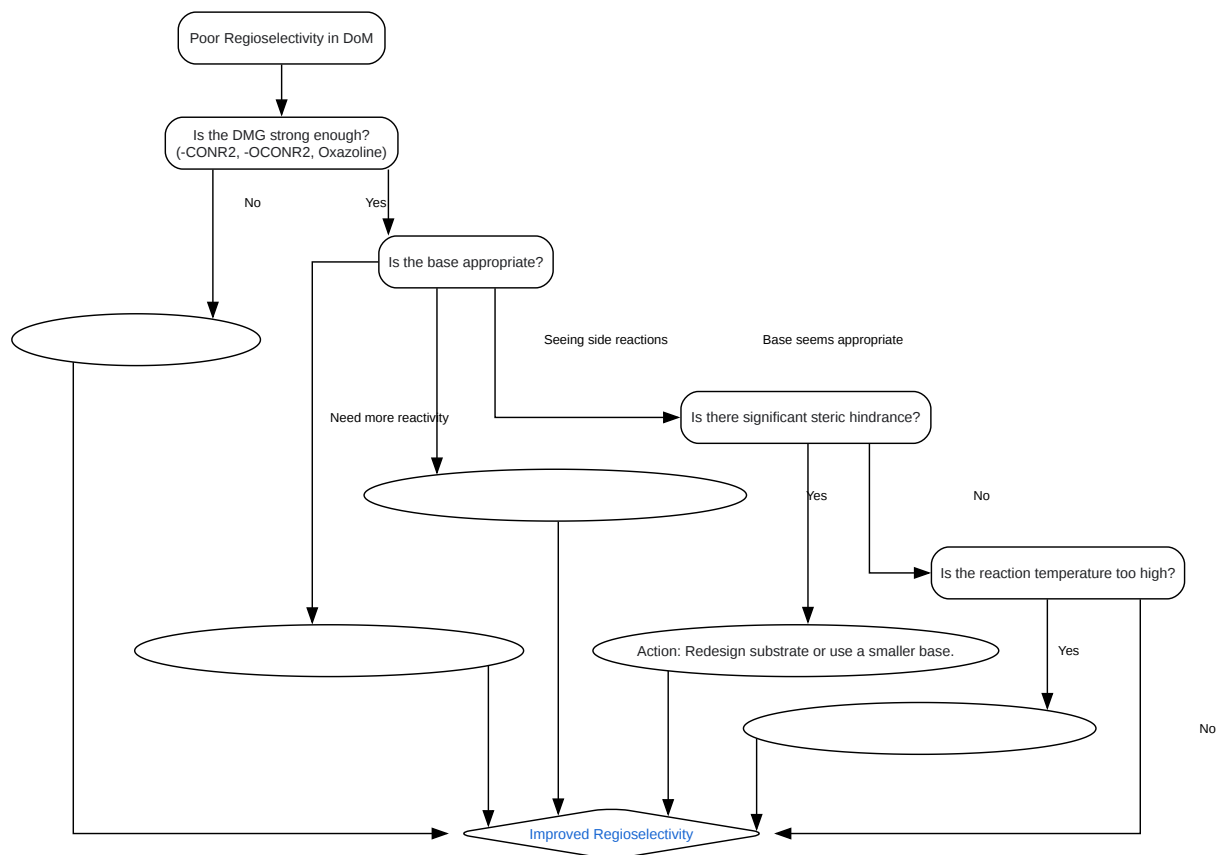 Poor Regioselectivity in DoM
Is the DMG strong enough?
(-CONR2, -OCONR2, Oxazoline)
No
Yes
Is the base appropriate?
Seeing side reactions
Base seems appropriate
Need more reactivity
Is there significant steric hindrance?
Yes
No
Is the reaction temperature too high?
Action: Redesign substrate or use a smaller base.
Yes
No
Improved Regioselectivity